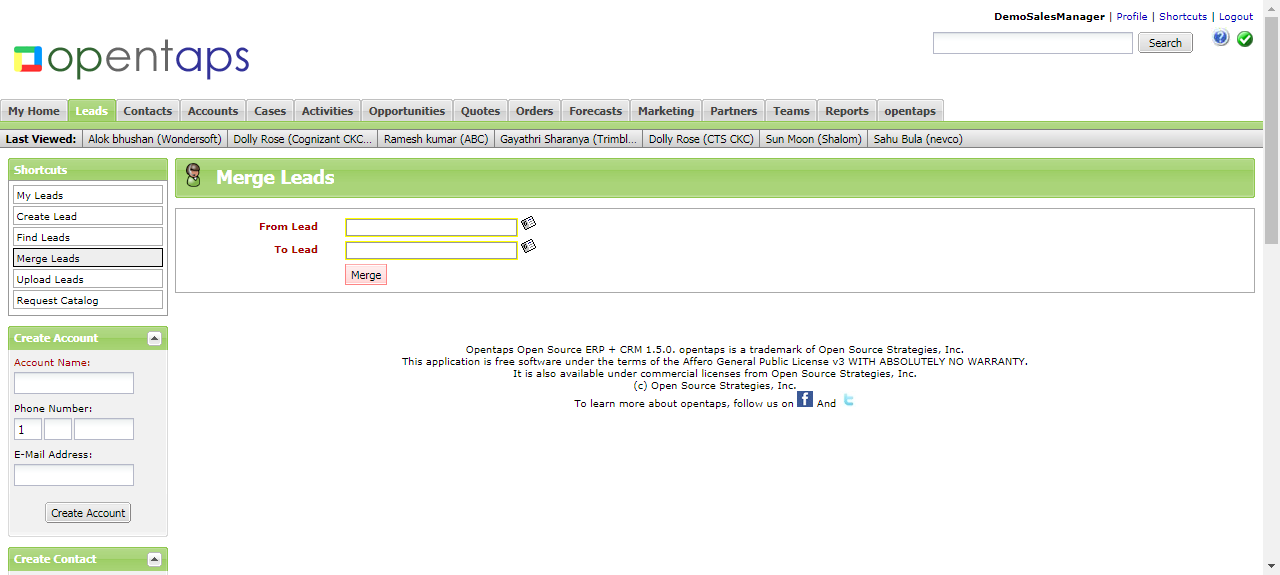 DemoSalesManager | Profile | Shortcuts | Logout
opentaps
Search
My Home Leads Contacts Accounts Cases Activities Opportunities Quotes Orders Forecasts Marketing Partners Teams Reports opentaps
Last Viewed: Alok bhushan (Wondersoft) Dolly Rose (Cognizant CKC... Ramesh kumar (ABC) Gayathri Sharanya (Trimbl... Dolly Rose (CTS CKC) Sun Moon (Shalom) Sahu Bula (nevco)
Shortcuts
My Leads
Create Lead
Find Leads
Merge Leads
Upload Leads
Request Catalog
Merge Leads
From Lead
To Lead
Merge
Create Account
Account Name:
Phone Number:
1
E-Mail Address:
Create Account
Create Contact
Opentaps Open Source ERP + CRM 1.5.0. opentaps is a trademark of Open Source Strategies, Inc.
This application is free software under the terms of the Affero General Public License v3 WITH ABSOLUTELY NO WARRANTY.
It is also available under commercial licenses from Open Source Strategies, Inc.
(c) Open Source Strategies, Inc.
To learn more about opentaps, follow us on f And t